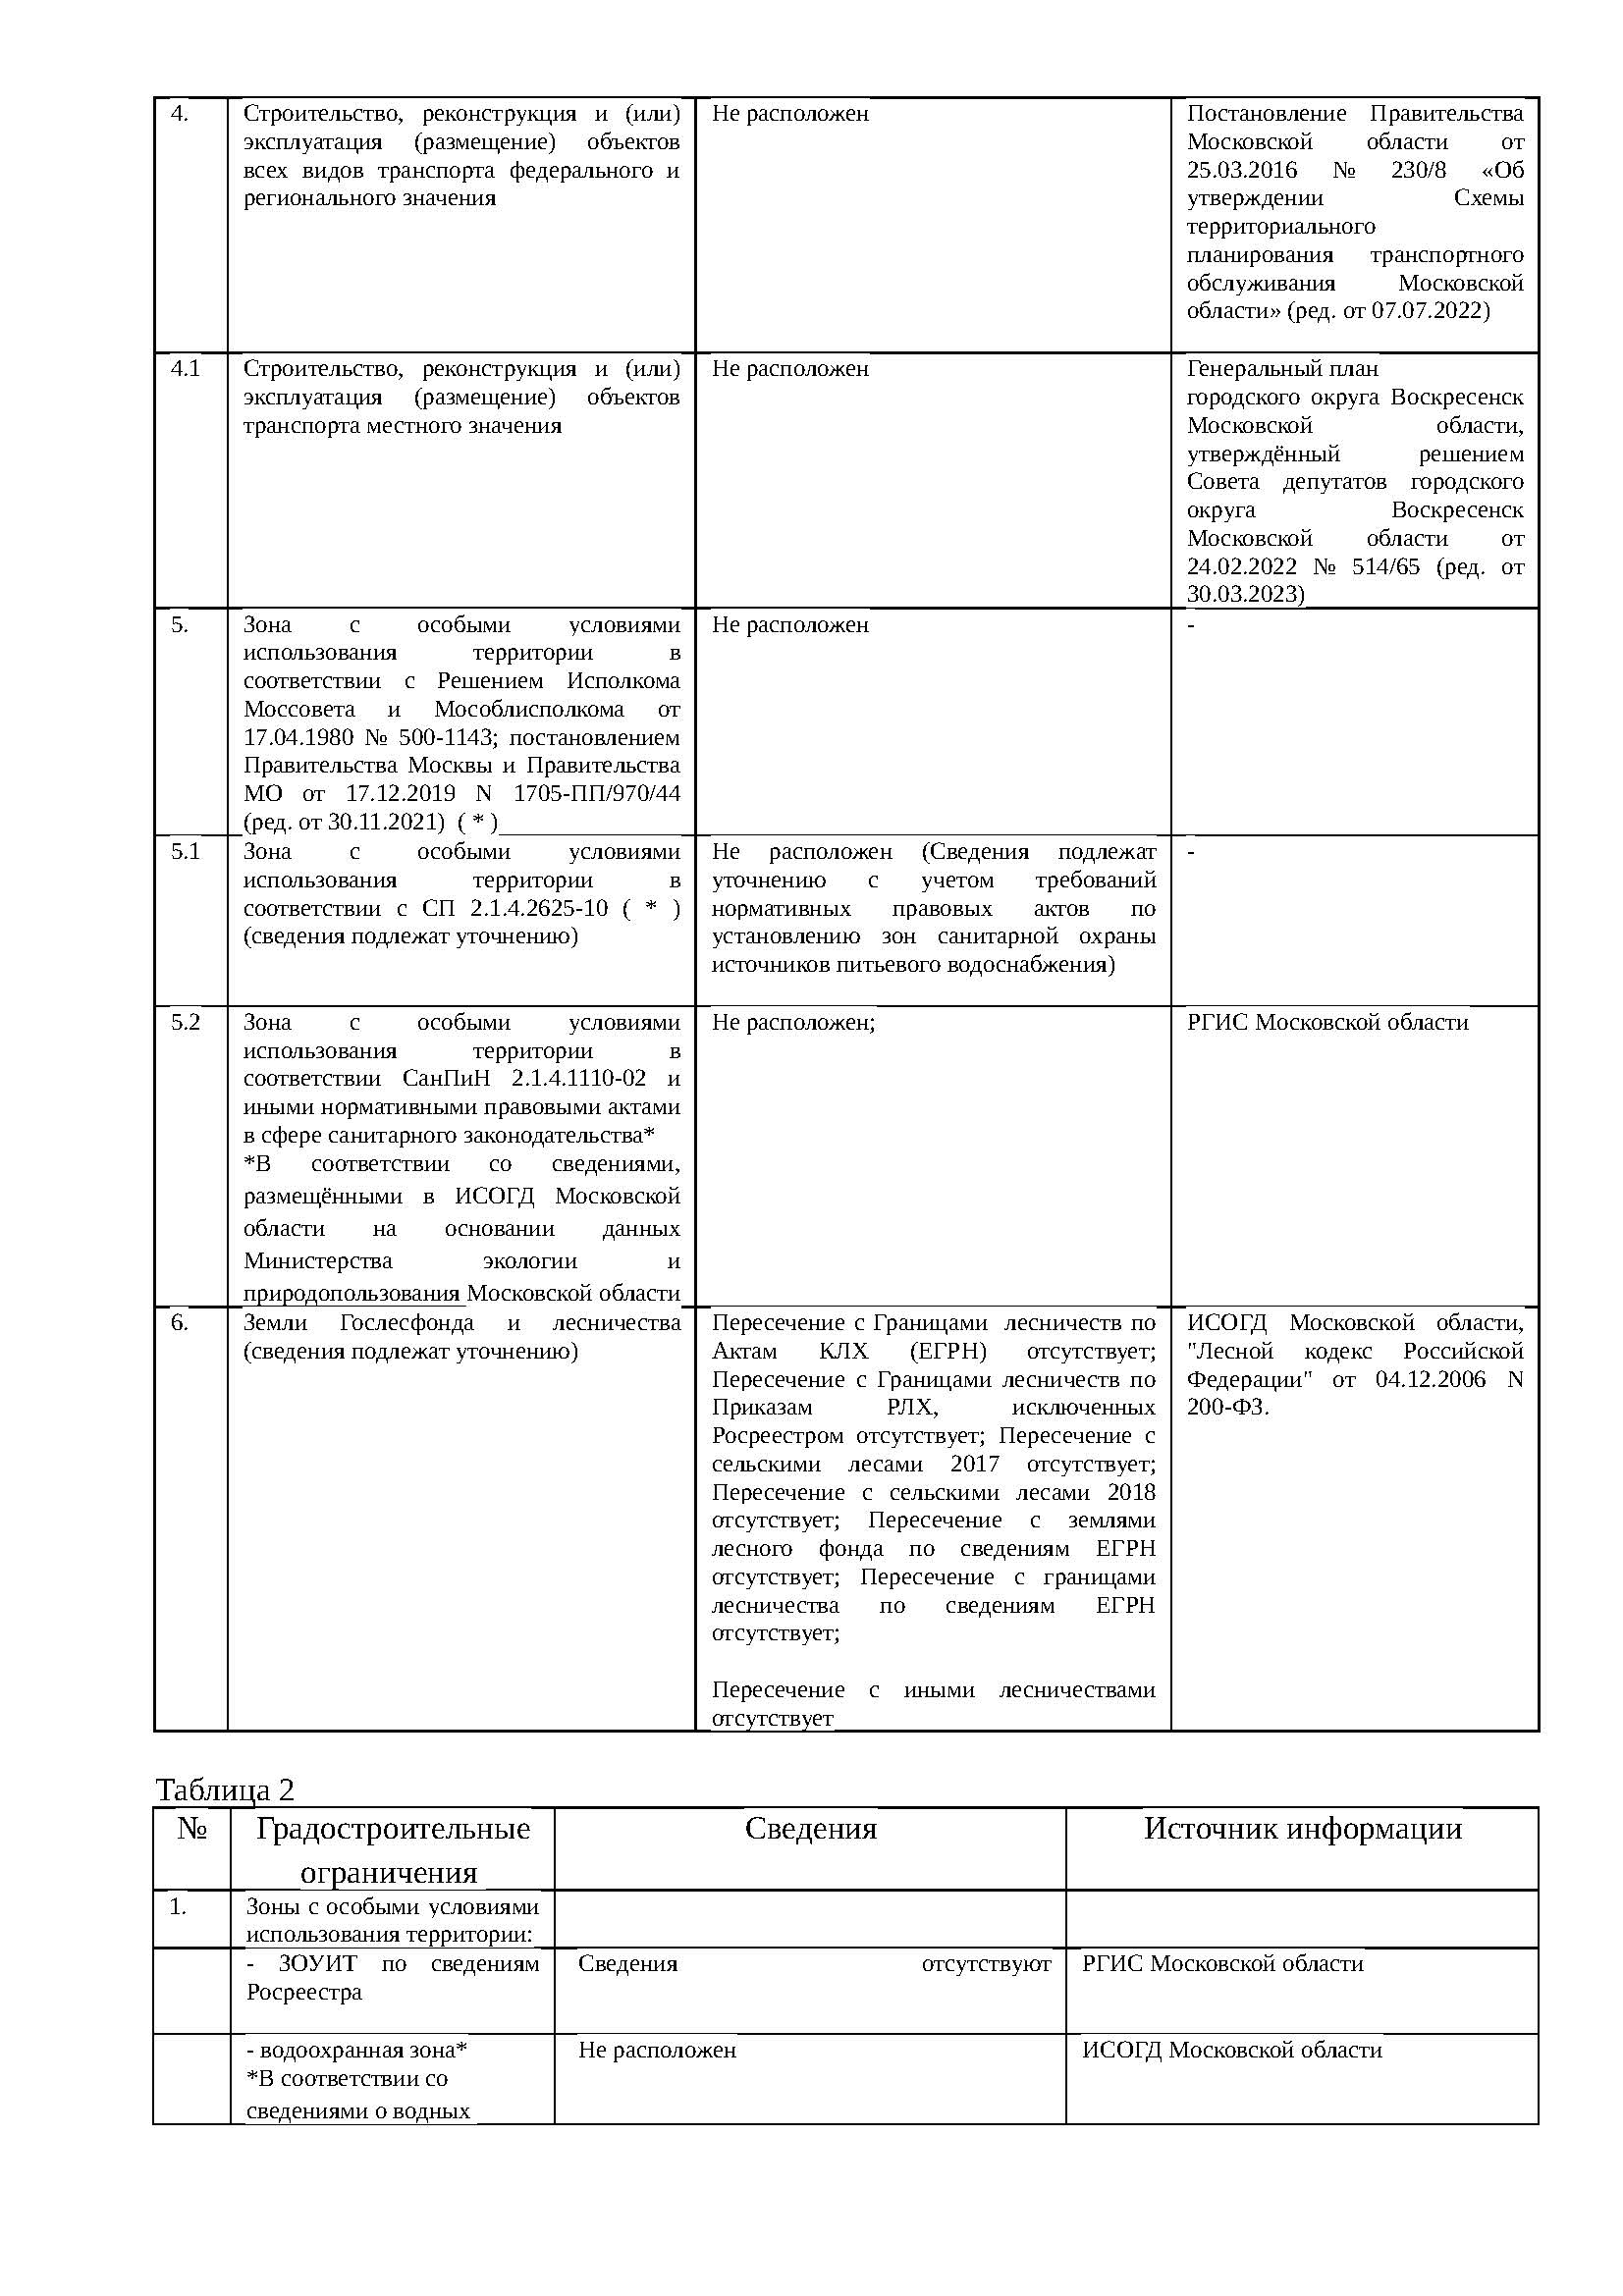 4.
Строительство, реконструкция и (или)
эксплуатация (размещение) объектов
всех видов транспорта федерального и
регионального значения
Не расположен
Постановление Правительства
Московской области от
25.03.2016 № 230/8 «Об
утверждении Схемы
территориального
планирования транспортного
обслуживания Московской
области» (ред. от 07.07.2022)
4.1
Строительство, реконструкция и (или)
эксплуатация (размещение) объектов
транспорта местного значения
Не расположен
Генеральный план
городского округа Воскресенск
Московской области,
утверждённый решением
Совета депутатов городского
округа Воскресенск
Московской области от
24.02.2022 № 514/65 (ред. от
30.03.2023)
5.
Зона с особыми условиями
использования территории в
соответствии с Решением Исполкома
Моссовета и Мособлисполкома от
17.04.1980 № 500-1143; постановлением
Правительства Москвы и Правительства
МО от 17.12.2019 N 1705-ПП/970/44
(ред. от 30.11.2021) ( * )
Не расположен
-
5.1
Зона с особыми условиями
использования территории в
соответствии с СП 2.1.4.2625-10 ( * )
(сведения подлежат уточнению)
Не расположен (Сведения подлежат
уточнению с учетом требований
нормативных правовых актов по
установлению зон санитарной охраны
источников питьевого водоснабжения)
-
5.2
Зона с особыми условиями
использования территории в
соответствии СанПиН 2.1.4.1110-02 и
иными нормативными правовыми актами
в сфере санитарного законодательства*
*В соответствии со сведениями,
размещёнными в ИСОГД Московской
области на основании данных
Министерства экологии и
природопользования Московской области
Не расположен;
РГИС Московской области
6.
Земли Гослесфонда и лесничества
(сведения подлежат уточнению)
Пересечение с Границами лесничеств по
Актам КЛХ (ЕГРН) отсутствует;
Пересечение с Границами лесничеств по
Приказам РЛХ, исключенных
Росреестром отсутствует; Пересечение с
сельскими лесами 2017 отсутствует;
Пересечение с сельскими лесами 2018
отсутствует; Пересечение с землями
лесного фонда по сведениям ЕГРН
отсутствует; Пересечение с границами
лесничества по сведениям ЕГРН
отсутствует;
Пересечение с иными лесничествами
отсутствует
ИСОГД Московской области,
"Лесной кодекс Российской
Федерации" от 04.12.2006 N
200-ФЗ.
Таблица 2
№
Градостроительные
ограничения
Сведения
Источник информации
1.
Зоны с особыми условиями
использования территории:
- ЗОУИТ по сведениям
Росреестра
Сведения отсутствуют
РГИС Московской области
- водоохранная зона*
*В соответствии со
сведениями о водных
Не расположен
ИСОГД Московской области